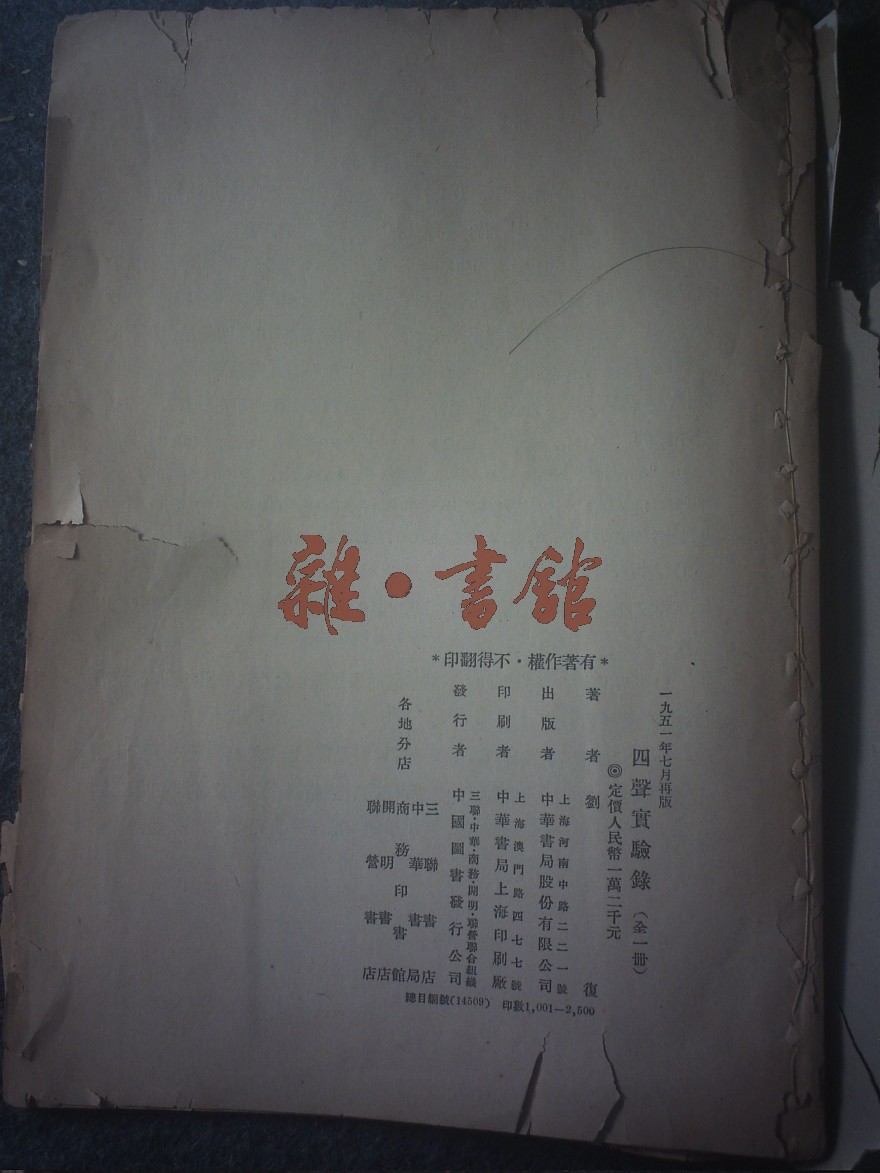 雜·書館
*有著作權·不得翻印*
一九五一年七月再版
四聲實驗錄（全一冊）
◎定價人民幣一萬二千元
著者 劉復
出版者 中華書局股份有限公司
上海河南中路二二一號
印刷者 中華書局上海印刷廠
上海澳門路四七七號
發行者 中國圖書發行公司
三聯·中華·商務·開明·聯營聯合組織
各地分店
三聯書店
中華書局
商務印書館
開明書店
聯營書店
總目編號(14509) 印數1,001—2,500